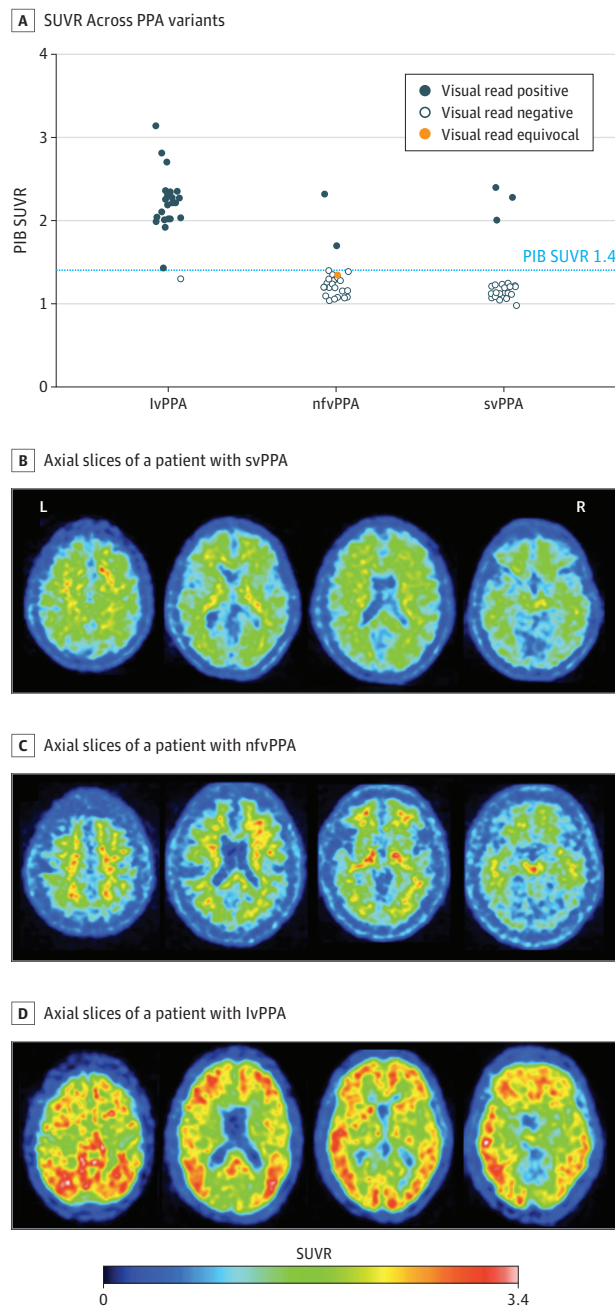 A SUVR Across PPA variants
4
3
2
1
0
PIB SUVR
Visual read positive
Visual read negative
Visual read equivocal
PIB SUVR 1.4
lvPPA
nfvPPA
svPPA
B Axial slices of a patient with svPPA
L
R
C Axial slices of a patient with nfvPPA
D Axial slices of a patient with lvPPA
SUVR
0
3.4